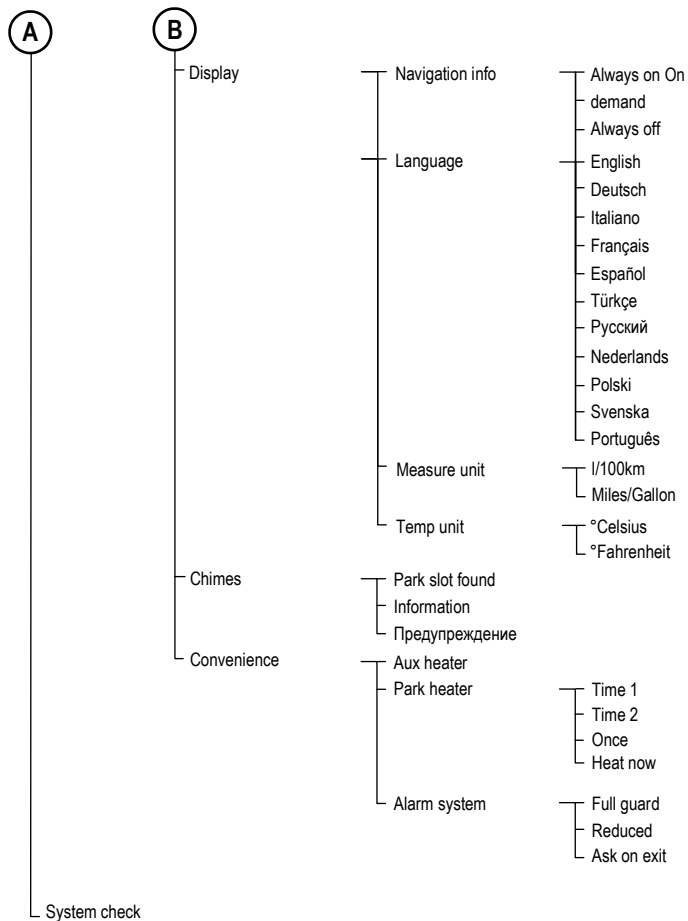 A
B
Display
Navigation info
Always on On
demand
Always off
Language
English
Deutsch
Italiano
Français
Español
Türkçe
Русский
Nederlands
Polski
Svenska
Português
Measure unit
l/100km
Miles/Gallon
Temp unit
°Celsius
°Fahrenheit
Chimes
Park slot found
Information
Предупреждение
Convenience
Aux heater
Park heater
Time 1
Time 2
Once
Heat now
Alarm system
Full guard
Reduced
Ask on exit
System check